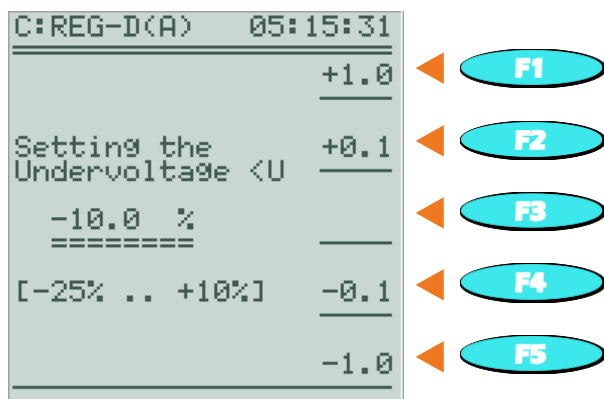 C:REG-D(A) 05:15:31
+1.0 F1
Setting the +0.1 F2
Undervoltage <U
-10.0 % F3
========
[-25% .. +10%] -0.1 F4
-1.0 F5